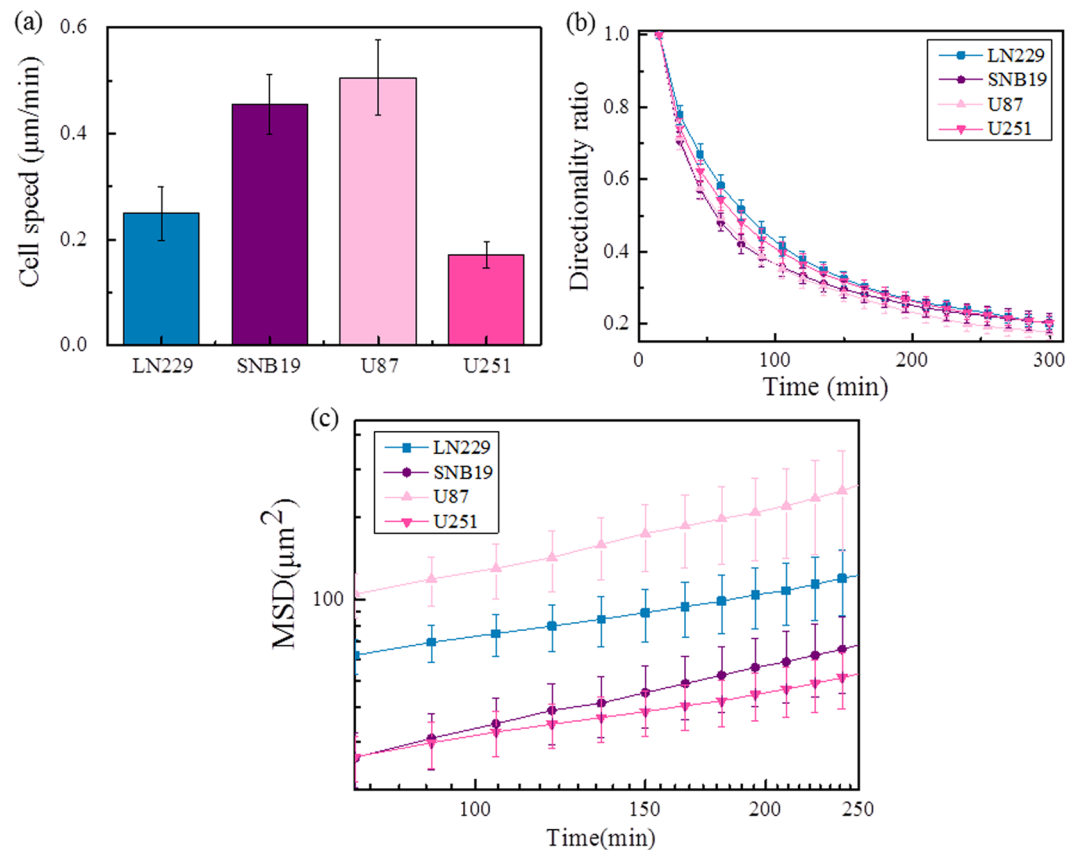 (a)
0.6
0.4
0.2
0.0
Cell speed (μm/min)
LN229 SNB19 U87 U251
(b)
1.0
0.8
0.6
0.4
0.2
Directionality ratio
LN229
SNB19
U87
U251
0 100 200 300
Time (min)
(c)
LN229
SNB19
U87
U251
100
MSD(μm²)
100 150 200 250
Time(min)